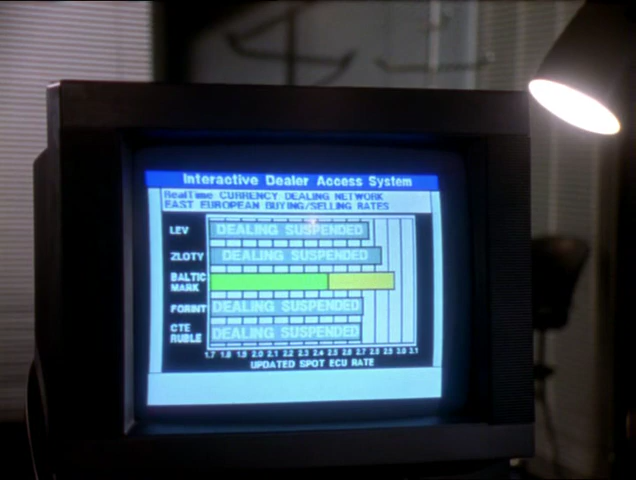 Interactive Dealer Access System
RealTime CURRENCY DEALING NETWORK
EAST EUROPEAN BUYING/SELLING RATES
LEV DEALING SUSPENDED
ZLOTY DEALING SUSPENDED
BALTIC
MARK
FORINT DEALING SUSPENDED
CTE
RUBLE DEALING SUSPENDED
1.7 1.8 1.9 2.0 2.1 2.2 2.3 2.4 2.5 2.6 2.7 2.8 2.9 3.0 3.1
UPDATED SPOT ECU RATE